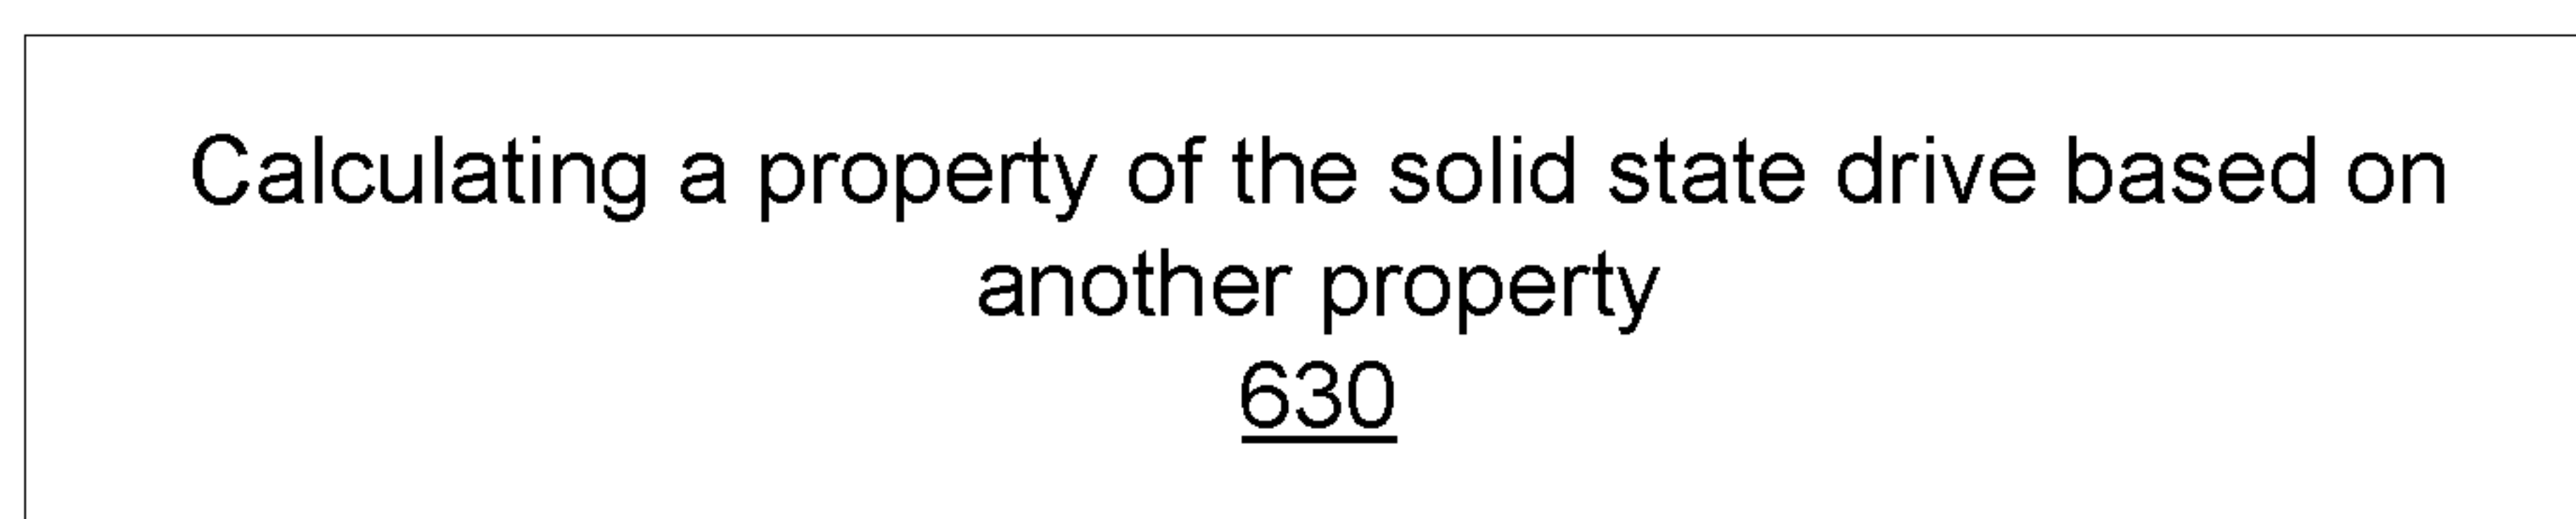 Calculating a property of the solid state drive based on
another property
630